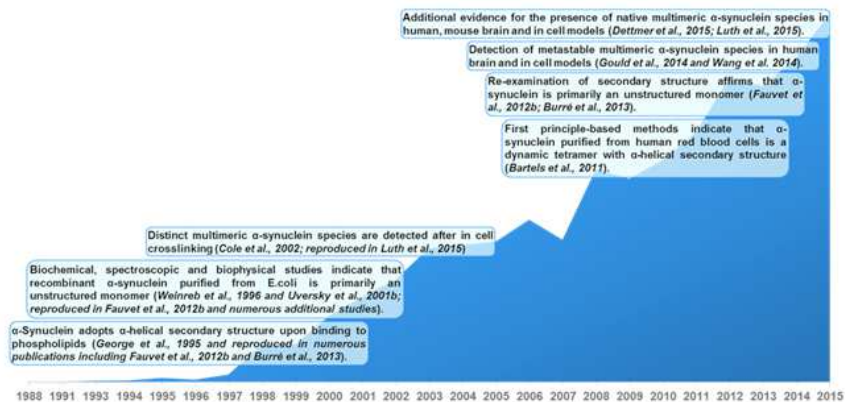 Additional evidence for the presence of native multimeric α-synuclein species in
human, mouse brain and in cell models (Dettmer et al., 2015; Luth et al., 2015).
Detection of metastable multimeric α-synuclein species in human
brain and in cell models (Gould et al., 2014 and Wang et al. 2014).
Re-examination of secondary structure affirms that α-
synuclein is primarily an unstructured monomer (Fauvet et
al., 2012b; Burré et al., 2013).
First principle-based methods indicate that α-
synuclein purified from human red blood cells is a
dynamic tetramer with α-helical secondary structure
(Bartels et al., 2011).
Distinct multimeric α-synuclein species are detected after in cell
crosslinking (Cole et al., 2002; reproduced in Luth et al., 2015)
Biochemical, spectroscopic and biophysical studies indicate that
recombinant α-synuclein purified from E.coli is primarily an
unstructured monomer (Weinreb et al., 1996 and Uversky et al., 2001b;
reproduced in Fauvet et al., 2012b and numerous additional studies).
α-Synuclein adopts α-helical secondary structure upon binding to
phospholipids (George et al., 1995 and reproduced in numerous
publications including Fauvet et al., 2012b and Burré et al., 2013).
1988 1991 1993 1994 1995 1996 1997 1998 1999 2000 2001 2002 2003 2004 2005 2006 2007 2008 2009 2010 2011 2012 2013 2014 2015